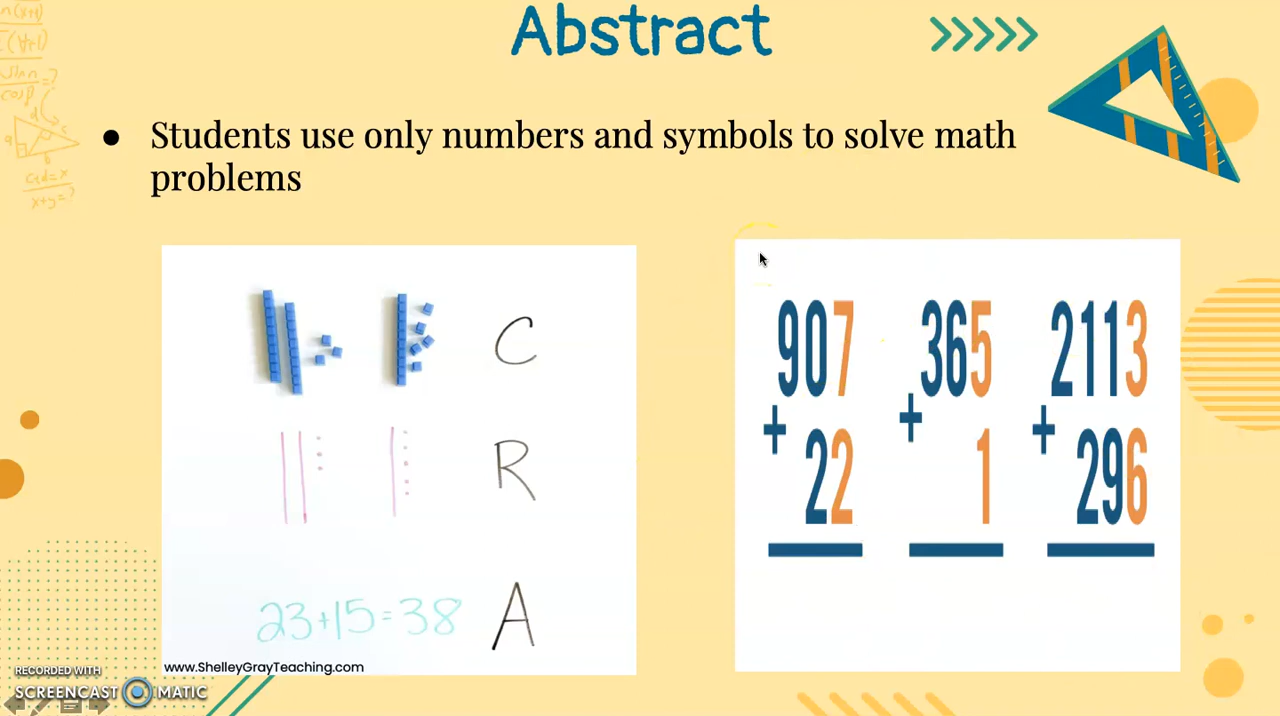 Abstract
● Students use only numbers and symbols to solve math
problems
C
R
23+15=38 A
www.ShelleyGrayTeaching.com
907 365 2113
+ + +
22 1 296
RECORDED WITH
SCREENCAST MATIC